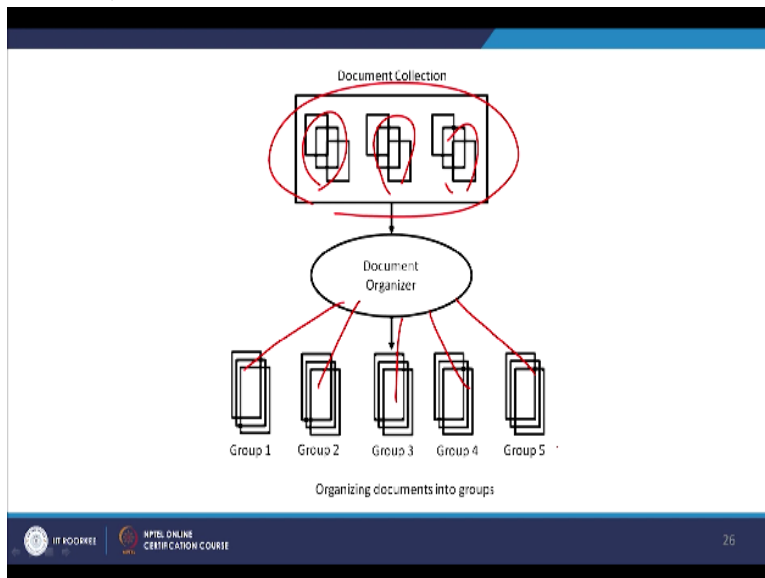 Document Collection
Document
Organizer
Group 1 Group 2 Group 3 Group 4 Group 5
Organizing documents into groups
IIT ROORKEE
NPTEL ONLINE
CERTIFICATION COURSE
26